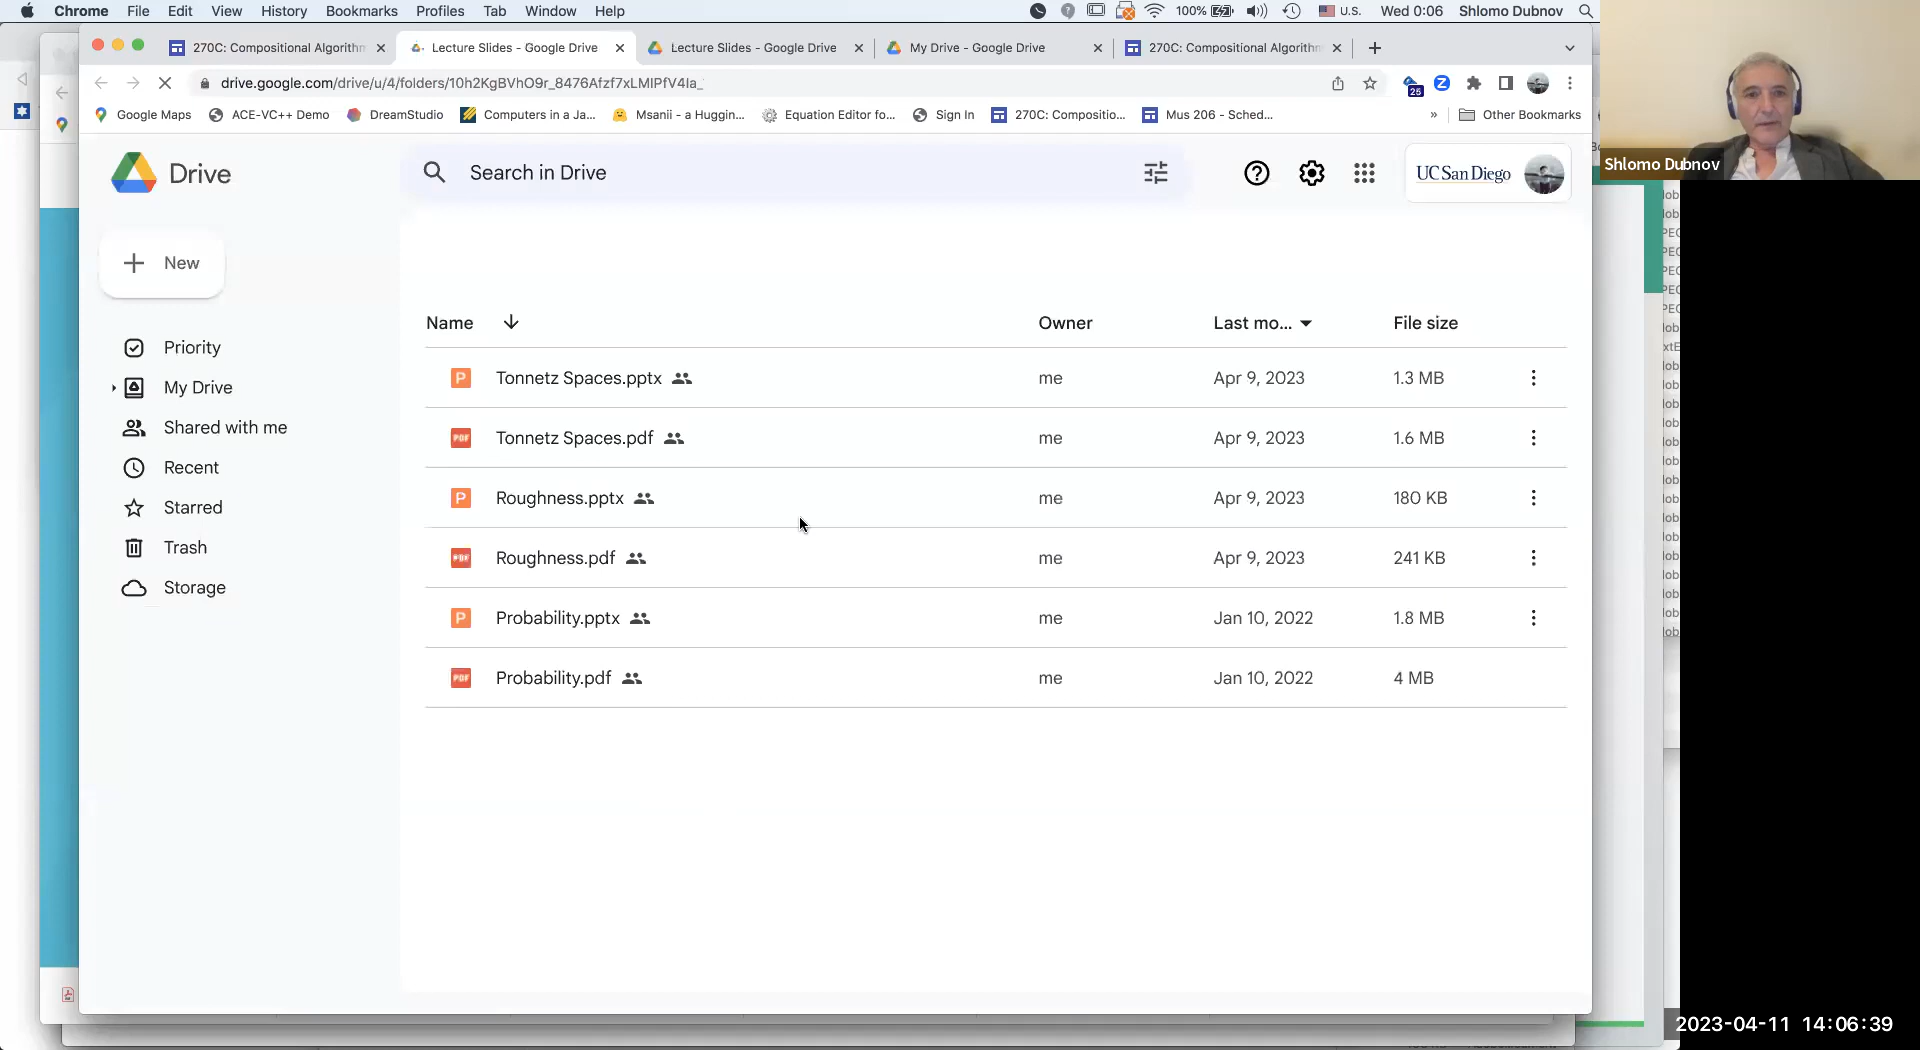 Chrome File Edit View History Bookmarks Profiles Tab Window Help 100% U.S. Wed 0:06 Shlomo Dubnov
270C: Compositional Algorithm Lecture Slides - Google Drive Lecture Slides - Google Drive My Drive - Google Drive 270C: Compositional Algorithm
drive.google.com/drive/u/4/folders/10h2KgBVhO9r_8476Afzf7xLMIPfV4Ia_ 25
Google Maps ACE-VC++ Demo DreamStudio Computers in a Ja... Msanii - a Huggin... Equation Editor fo... Sign In 270C: Compositio... Mus 206 - Sched... » Other Bookmarks
Shlomo Dubnov
Drive Search in Drive UC San Diego
New
Name Owner Last mo... File size
Priority
My Drive
Shared with me
Recent
Starred
Trash
Storage
Tonnetz Spaces.pptx me Apr 9, 2023 1.3 MB
Tonnetz Spaces.pdf me Apr 9, 2023 1.6 MB
Roughness.pptx me Apr 9, 2023 180 KB
Roughness.pdf me Apr 9, 2023 241 KB
Probability.pptx me Jan 10, 2022 1.8 MB
Probability.pdf me Jan 10, 2022 4 MB
2023-04-11 14:06:39